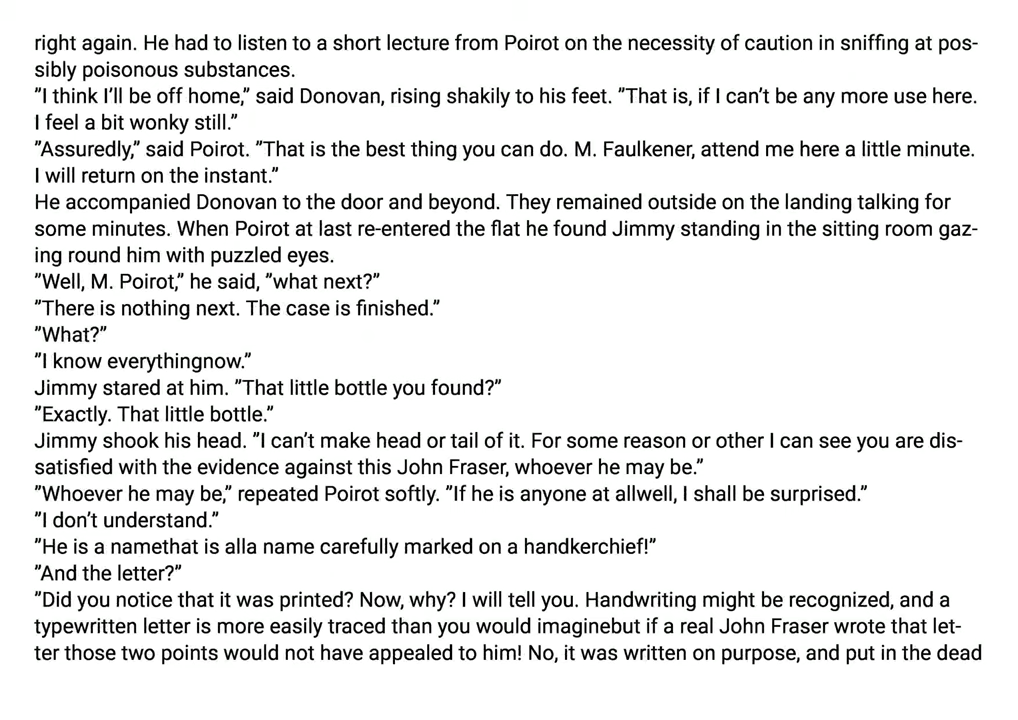 right again. He had to listen to a short lecture from Poirot on the necessity of caution in sniffing at pos-
sibly poisonous substances.
”I think I’ll be off home,” said Donovan, rising shakily to his feet. ”That is, if I can’t be any more use here.
I feel a bit wonky still.”
”Assuredly,” said Poirot. ”That is the best thing you can do. M. Faulkener, attend me here a little minute.
I will return on the instant.”
He accompanied Donovan to the door and beyond. They remained outside on the landing talking for
some minutes. When Poirot at last re-entered the flat he found Jimmy standing in the sitting room gaz-
ing round him with puzzled eyes.
”Well, M. Poirot,” he said, ”what next?”
”There is nothing next. The case is finished.”
”What?”
”I know everythingnow.”
Jimmy stared at him. ”That little bottle you found?”
”Exactly. That little bottle.”
Jimmy shook his head. ”I can’t make head or tail of it. For some reason or other I can see you are dis-
satisfied with the evidence against this John Fraser, whoever he may be.”
”Whoever he may be,” repeated Poirot softly. ”If he is anyone at allwell, I shall be surprised.”
”I don’t understand.”
”He is a namethat is alla name carefully marked on a handkerchief!”
”And the letter?”
”Did you notice that it was printed? Now, why? I will tell you. Handwriting might be recognized, and a
typewritten letter is more easily traced than you would imaginebut if a real John Fraser wrote that let-
ter those two points would not have appealed to him! No, it was written on purpose, and put in the dead